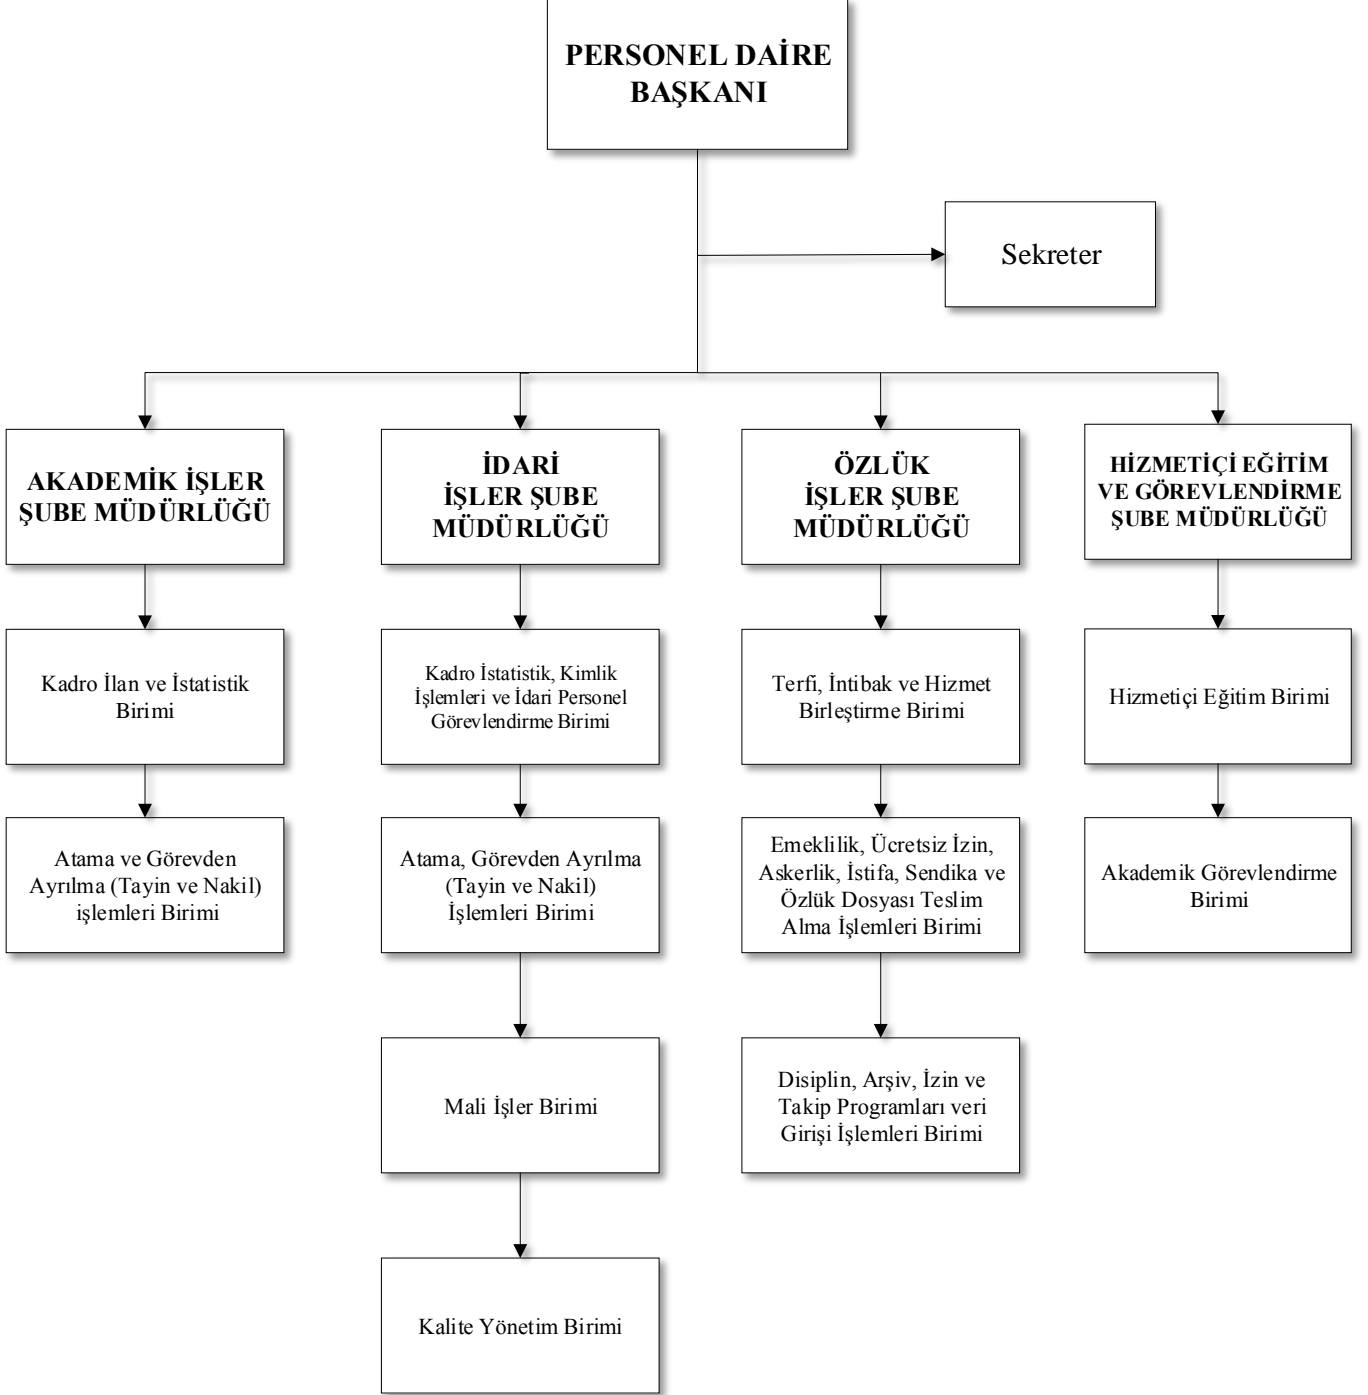 PERSONEL DAİRE
BAŞKANI
Sekreter
AKADEMİK İŞLER
ŞUBE MÜDÜRLÜĞÜ
İDARİ
İŞLER ŞUBE
MÜDÜRLÜĞÜ
ÖZLÜK
İŞLER ŞUBE
MÜDÜRLÜĞÜ
HİZMETİÇİ EĞİTİM
VE GÖREVLENDİRME
ŞUBE MÜDÜRLÜĞÜ
Kadro İlan ve İstatistik
Birimi
Kadro İstatistik, Kimlik
İşlemleri ve İdari Personel
Görevlendirme Birimi
Terfi, İntibak ve Hizmet
Birleştirme Birimi
Hizmetiçi Eğitim Birimi
Atama ve Görevden
Ayrılma (Tayin ve Nakil)
işlemleri Birimi
Atama, Görevden Ayrılma
(Tayin ve Nakil)
İşlemleri Birimi
Emeklilik, Ücretsiz İzin,
Askerlik, İstifa, Sendika ve
Özlük Dosyası Teslim
Alma İşlemleri Birimi
Akademik Görevlendirme
Birimi
Mali İşler Birimi
Disiplin, Arşiv, İzin ve
Takip Programları veri
Girişi İşlemleri Birimi
Kalite Yönetim Birimi